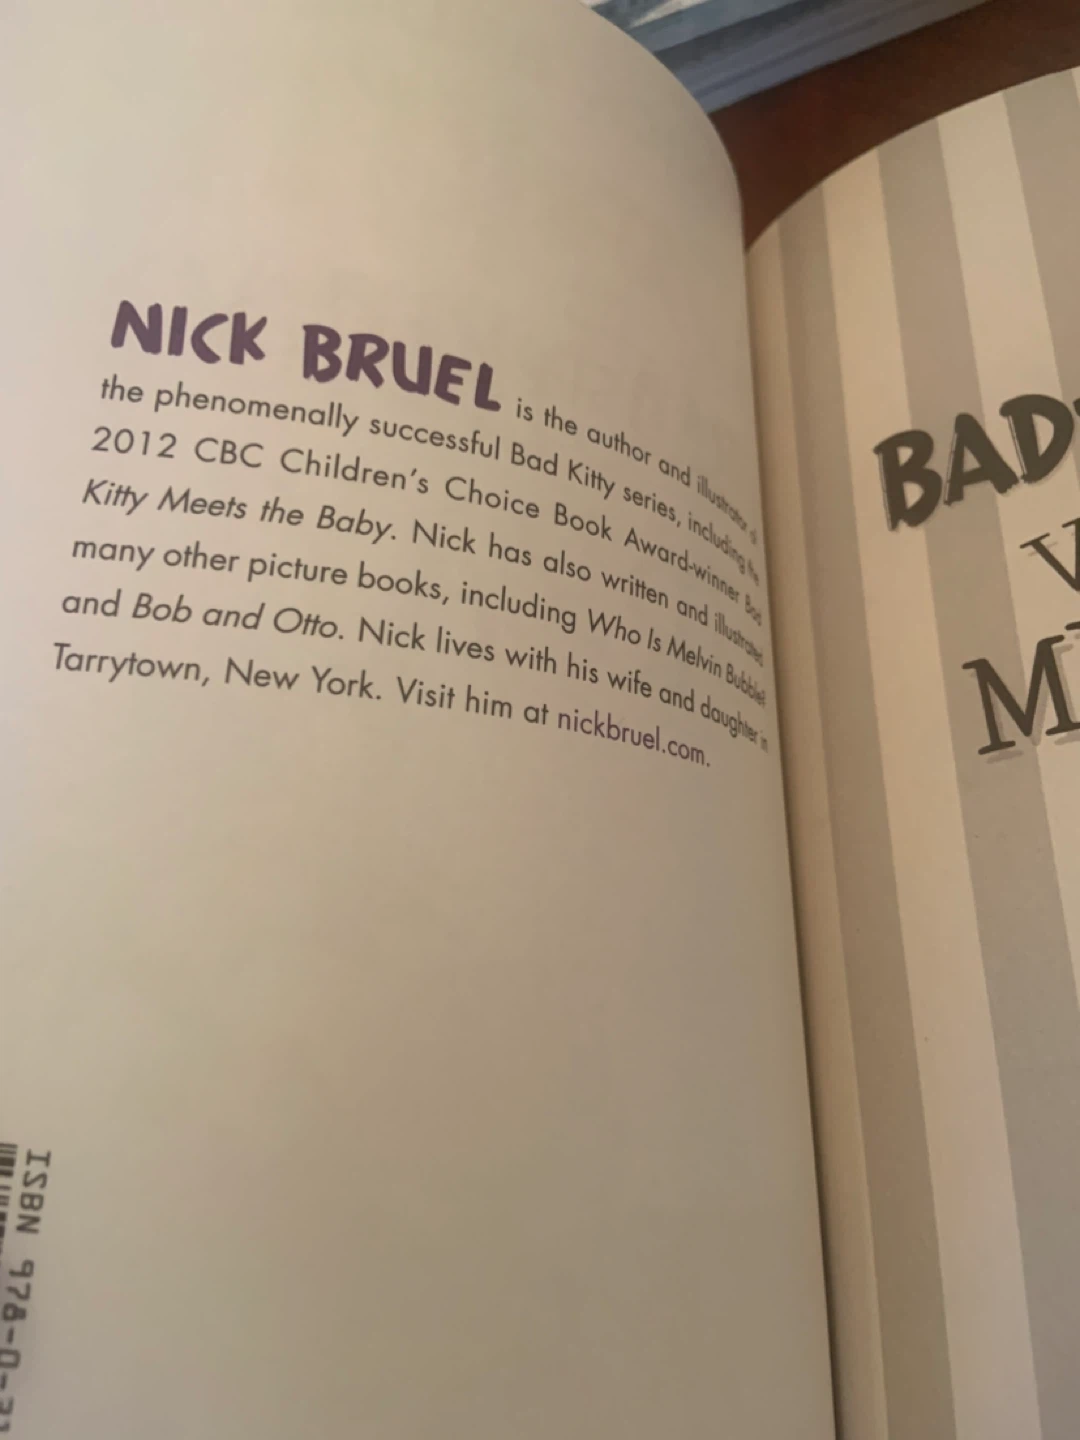 NICK BRUEL is the author and illustrator of
the phenomenally successful Bad Kitty series, including the
2012 CBC Children's Choice Book Award-winner Bad
Kitty Meets the Baby. Nick has also written and illustrated
many other picture books, including Who Is Melvin Bubble?
and Bob and Otto. Nick lives with his wife and daughter in
Tarrytown, New York. Visit him at nickbruel.com.
ISBN 978-0-31
BAD
V
M